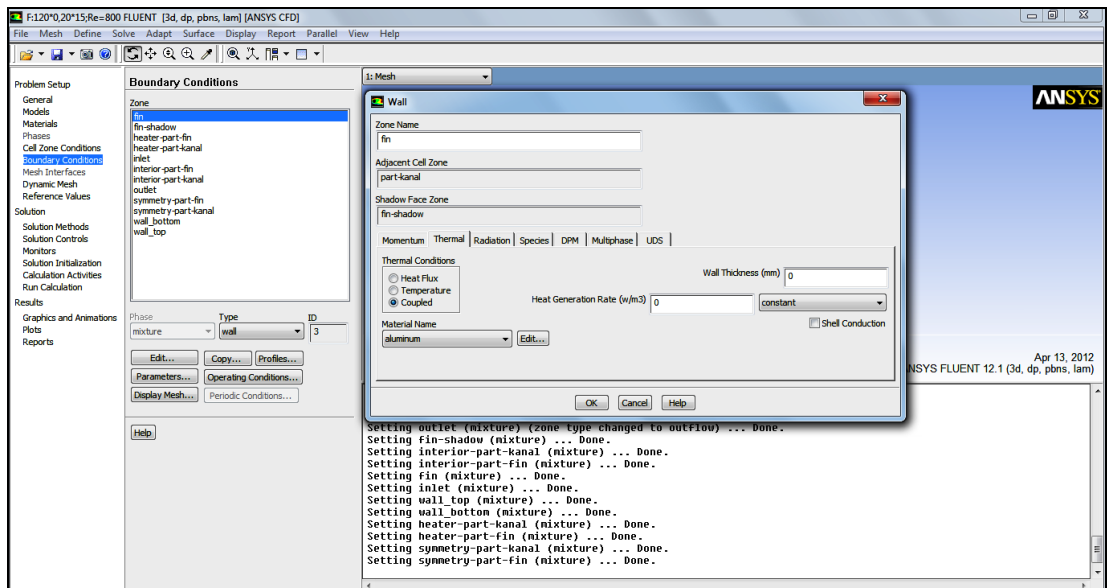 F:120*0,20*15;Re=800 FLUENT [3d, dp, pbns, lam] [ANSYS CFD]
File Mesh Define Solve Adapt Surface Display Report Parallel View Help
Problem Setup
General
Models
Materials
Phases
Cell Zone Conditions
Boundary Conditions
Mesh Interfaces
Dynamic Mesh
Reference Values
Solution
Solution Methods
Solution Controls
Monitors
Solution Initialization
Calculation Activities
Run Calculation
Results
Graphics and Animations
Plots
Reports
Boundary Conditions
Zone
fin
fin-shadow
heater-part-fin
heater-part-kanal
inlet
interior-part-fin
interior-part-kanal
outlet
symmetry-part-fin
symmetry-part-kanal
wall_bottom
wall_top
Phase Type ID
mixture wall 3
Edit... Copy... Profiles...
Parameters... Operating Conditions...
Display Mesh... Periodic Conditions...
Help
1: Mesh
ANSYS
Wall
Zone Name
fin
Adjacent Cell Zone
part-kanal
Shadow Face Zone
fin-shadow
Momentum Thermal Radiation Species DPM Multiphase UDS
Thermal Conditions
Heat Flux
Temperature
Coupled
Wall Thickness (mm) 0
Heat Generation Rate (w/m3) 0 constant
Shell Conduction
Material Name
aluminum Edit...
OK Cancel Help
Apr 13, 2012
NSYS FLUENT 12.1 (3d, dp, pbns, lam)
Setting outlet (mixture) (zone type changed to outflow) ... Done.
Setting fin-shadow (mixture) ... Done.
Setting interior-part-kanal (mixture) ... Done.
Setting interior-part-fin (mixture) ... Done.
Setting fin (mixture) ... Done.
Setting inlet (mixture) ... Done.
Setting wall_top (mixture) ... Done.
Setting wall_bottom (mixture) ... Done.
Setting heater-part-kanal (mixture) ... Done.
Setting heater-part-fin (mixture) ... Done.
Setting symmetry-part-kanal (mixture) ... Done.
Setting symmetry-part-fin (mixture) ... Done.